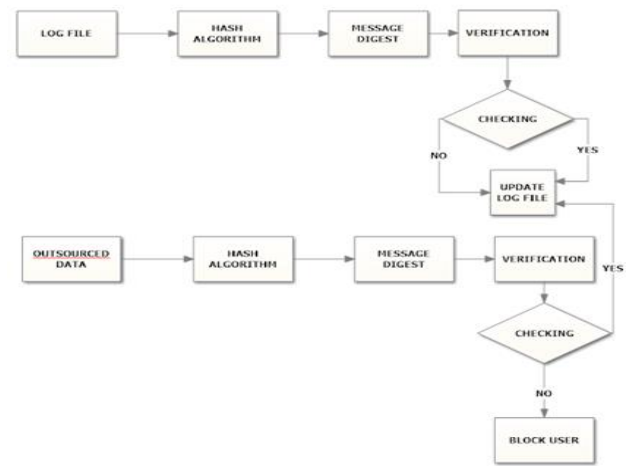 LOG FILE
HASH
ALGORITHM
MESSAGE
DIGEST
VERIFICATION
CHECKING
NO
YES
UPDATE
LOG FILE
OUTSOURCED
DATA
HASH
ALGORITHM
MESSAGE
DIGEST
VERIFICATION
YES
CHECKING
NO
BLOCK USER